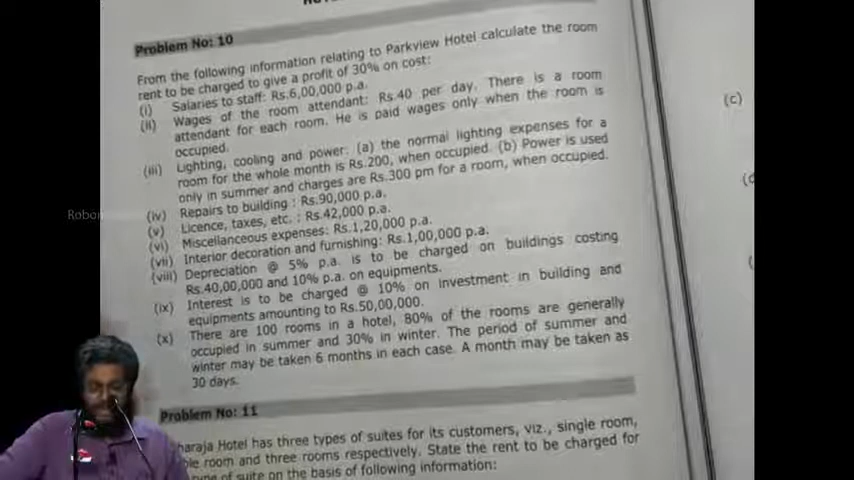 Problem No: 10
From the following information relating to Parkview Hotel calculate the room
rent to be charged to give a profit of 30% on cost:
(i) Salaries to staff: Rs.6,00,000 p.a.
(ii) Wages of the room attendant: Rs.40 per day. There is a room
attendant for each room. He is paid wages only when the room is
occupied.
(iii) Lighting, cooling and power: (a) the normal lighting expenses for a
room for the whole month is Rs.200, when occupied. (b) Power is used
only in summer and charges are Rs.300 pm for a room, when occupied.
(iv) Repairs to building : Rs.90,000 p.a.
(v) Licence, taxes, etc. : Rs.42,000 p.a.
(vi) Miscellaneous expenses: Rs.1,20,000 p.a.
(vii) Interior decoration and furnishing: Rs.1,00,000 p.a.
(viii) Depreciation @ 5% p.a. is to be charged on buildings costing
Rs.40,00,000 and 10% p.a. on equipments.
(ix) Interest is to be charged @ 10% on investment in building and
equipments amounting to Rs.50,00,000.
(x) There are 100 rooms in a hotel, 80% of the rooms are generally
occupied in summer and 30% in winter. The period of summer and
winter may be taken 6 months in each case. A month may be taken as
30 days.
Problem No: 11
haraja Hotel has three types of suites for its customers, viz., single room,
le room and three rooms respectively. State the rent to be charged for
of suite on the basis of following information:
(c)
Robo